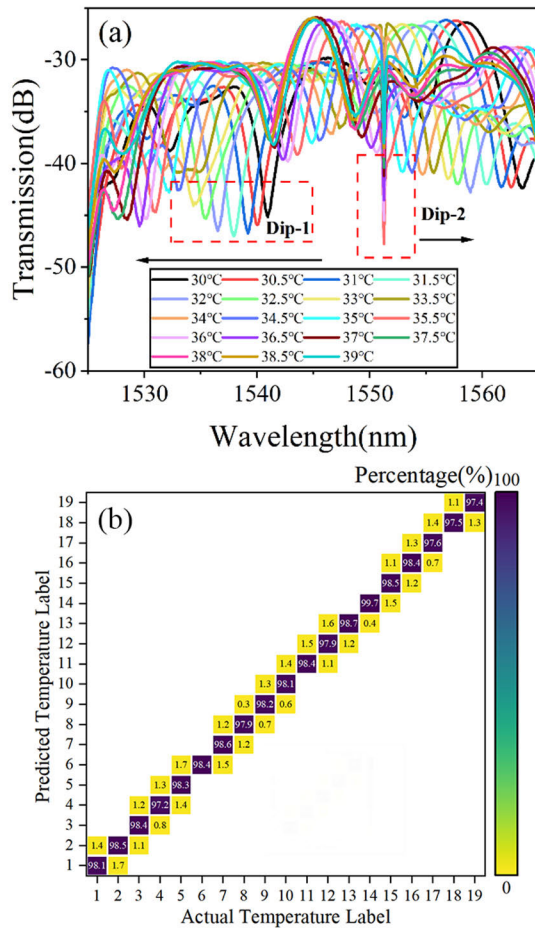 (a)
Transmission(dB)
-30
-40
-50
-60
Dip-1
Dip-2
30°C 30.5°C 31°C 31.5°C
32°C 32.5°C 33°C 33.5°C
34°C 34.5°C 35°C 35.5°C
36°C 36.5°C 37°C 37.5°C
38°C 38.5°C 39°C
1530 1540 1550 1560
Wavelength(nm)
Percentage(%)
100
(b)
Predicted Temperature Label
19 1.1 97.4
18 1.4 97.5 1.3
17 1.3 97.6
16 1.1 98.4 0.7
15 98.5 1.2
14 99.7 1.5
13 1.6 98.7 0.4
12 1.5 97.9 1.2
11 1.4 98.4 1.1
10 1.3 98.1
9 0.3 98.2 0.6
8 1.2 97.9 0.7
7 98.6 1.2
6 1.7 98.4 1.5
5 1.3 98.3
4 1.2 97.2 1.4
3 98.4 0.8
2 1.4 98.5 1.1
1 98.1 1.7
0
1 2 3 4 5 6 7 8 9 10 11 12 13 14 15 16 17 18 19
Actual Temperature Label